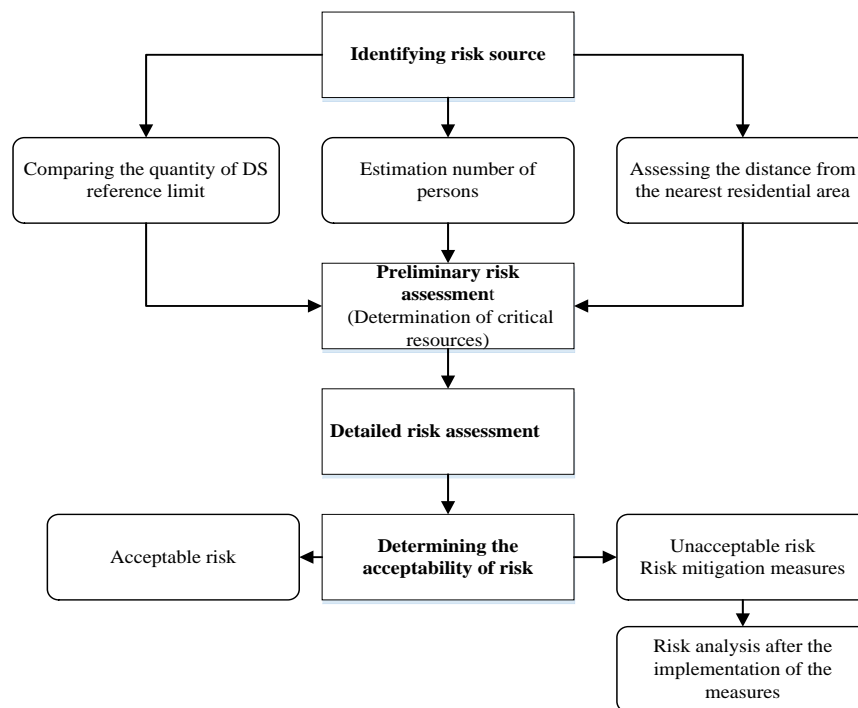 Identifying risk source
Comparing the quantity of DS
reference limit
Estimation number of
persons
Assessing the distance from
the nearest residential area
Preliminary risk
assessment
(Determination of critical
resources)
Detailed risk assessment
Acceptable risk
Determining the
acceptability of risk
Unacceptable risk
Risk mitigation measures
Risk analysis after the
implementation of the
measures